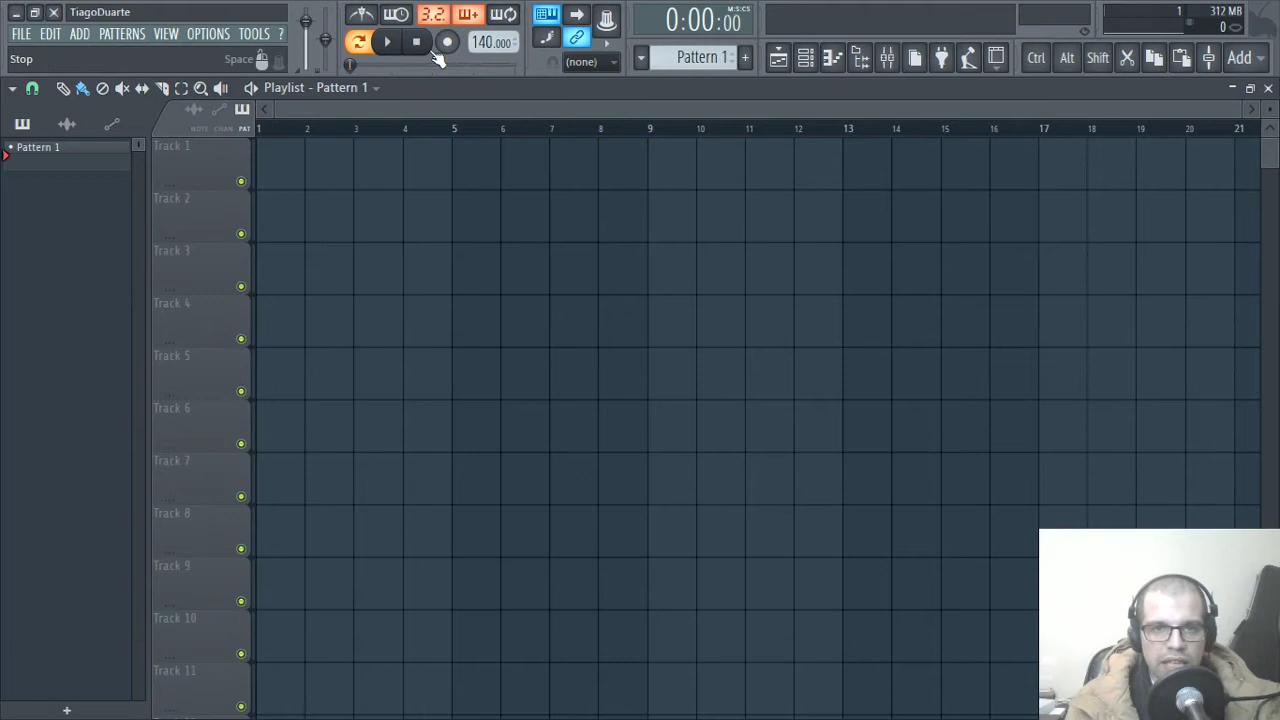 TiagoDuarte
FILE EDIT ADD PATTERNS VIEW OPTIONS TOOLS ?
Stop
Space
3.2.
140.000
(none)
0:00:00
M:S:CS
Pattern 1
1
312 MB
0
Ctrl Alt Shift
Add
Playlist - Pattern 1
NOTE CHAN PAT
1 2 3 4 5 6 7 8 9 10 11 12 13 14 15 16 17 18 19 20 21
Pattern 1
Track 1
Track 2
Track 3
Track 4
Track 5
Track 6
Track 7
Track 8
Track 9
Track 10
Track 11